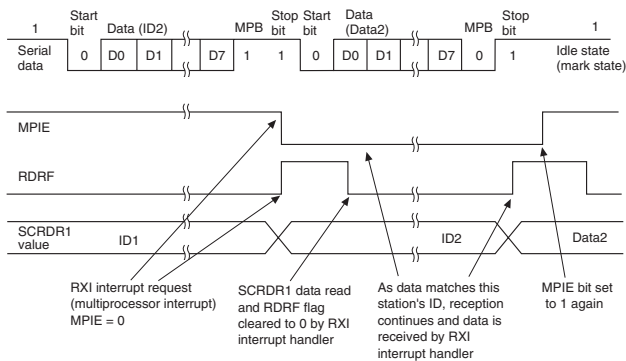 1
Start
bit
Data (ID2)
MPB
Stop
bit
Start
bit
Data
(Data2)
MPB
Stop
bit
1
Serial
data
0
D0
D1
D7
1
1
0
D0
D1
D7
0
1
Idle state
(mark state)
MPIE
RDRF
SCRDR1
value
ID1
ID2
Data2
RXI interrupt request
(multiprocessor interrupt)
MPIE = 0
SCRDR1 data read
and RDRF flag
cleared to 0 by RXI
interrupt handler
As data matches this
station's ID, reception
continues and data is
received by RXI
interrupt handler
MPIE bit set
to 1 again